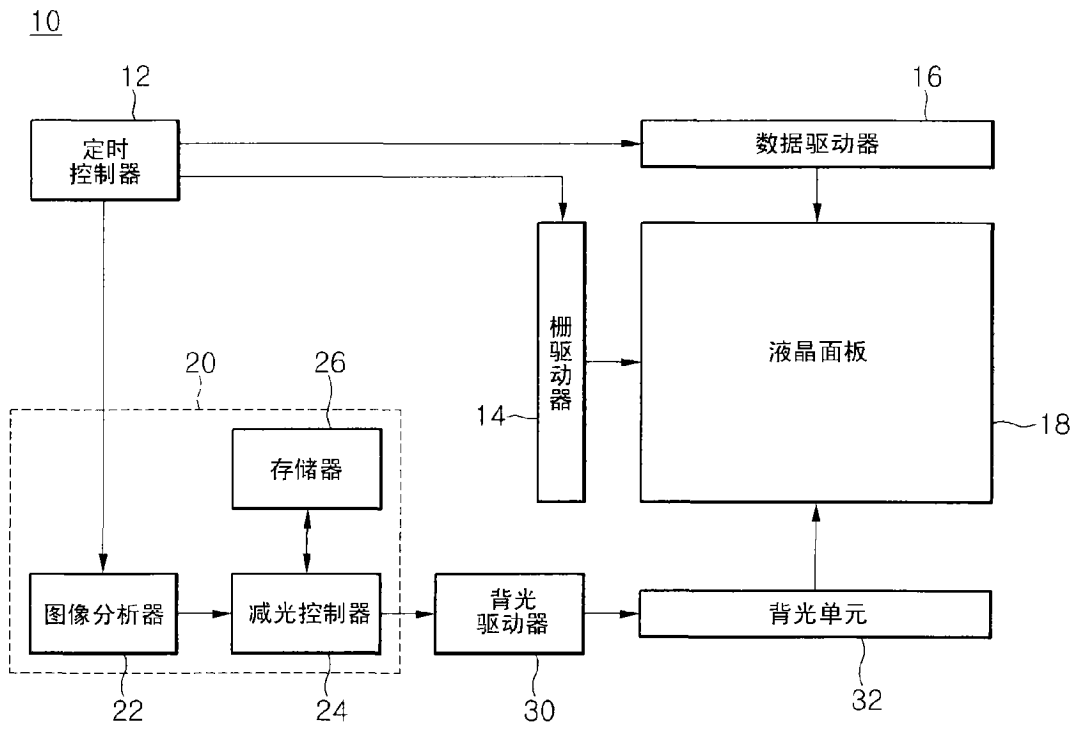 10
12
16
定时
控制器
数据驱动器
栅驱动器
14
液晶面板
18
20
26
存储器
图像分析器
减光控制器
背光
驱动器
背光单元
22
24
30
32